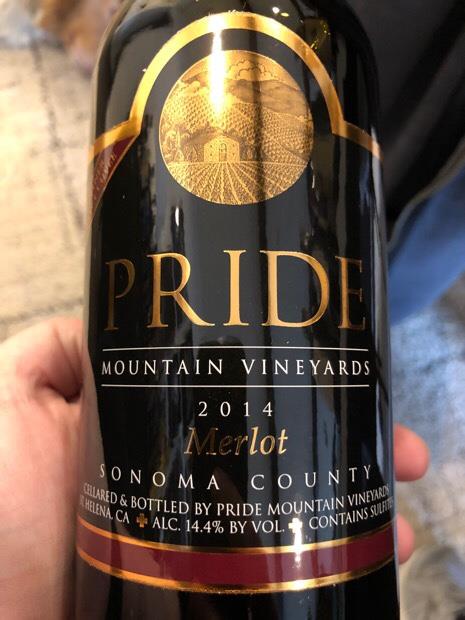 PRIDE
MOUNTAIN VINEYARDS
2014
Merlot
SONOMA COUNTY
CELLARED & BOTTLED BY PRIDE MOUNTAIN VINEYARDS
HELENA, CA ✚ ALC. 14.4% BY VOL. ✚ CONTAINS SULFITES